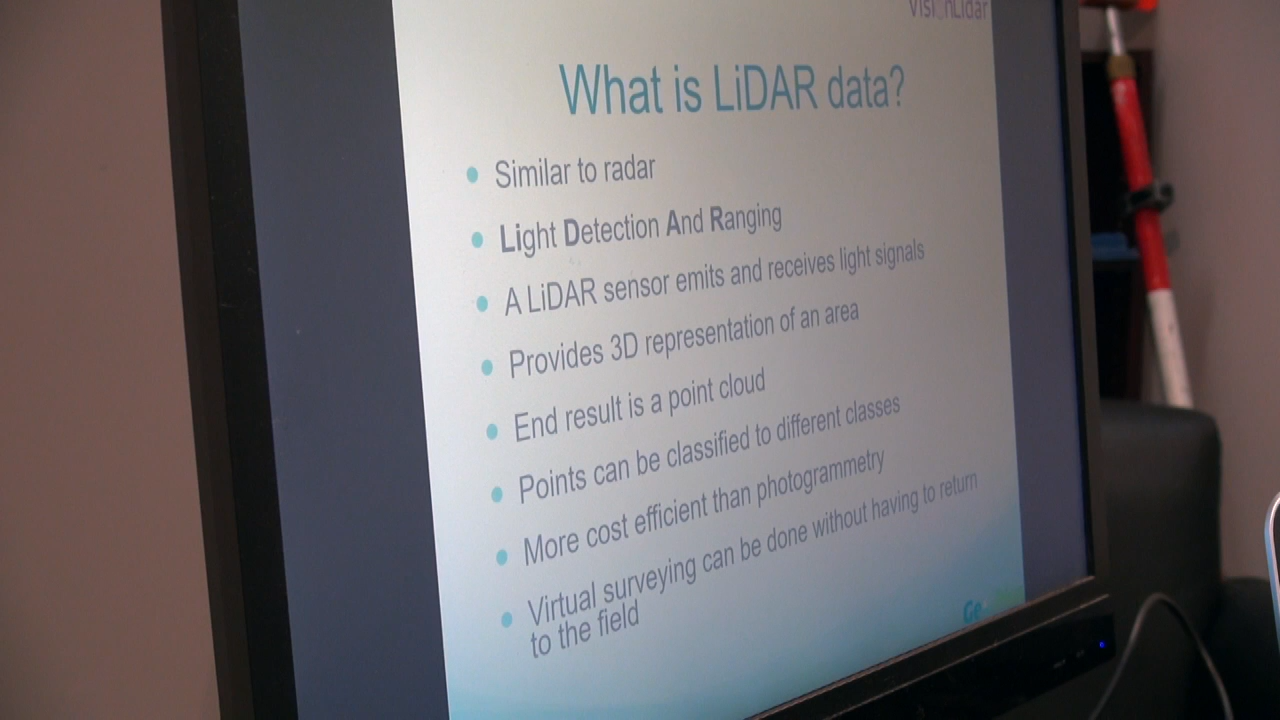 What is LiDAR data?
Similar to radar
Light Detection And Ranging
A LiDAR sensor emits and receives light signals
Provides 3D representation of an area
End result is a point cloud
Points can be classified to different classes
More cost efficient than photogrammetry
Virtual surveying can be done without having to return
to the field